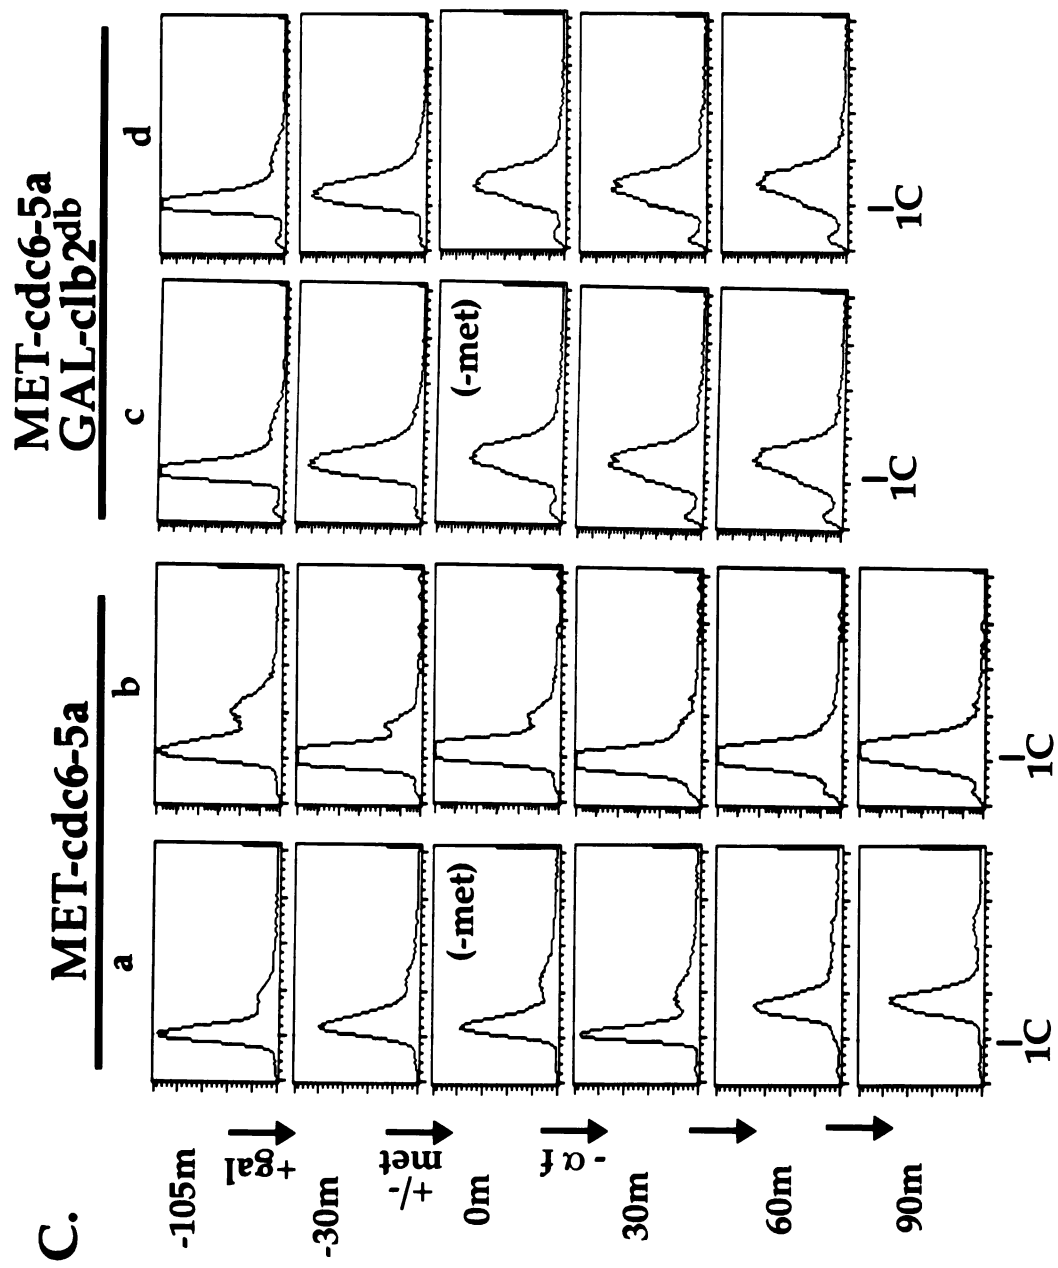 C.
MET-cdc6-5a
MET-cdc6-5a
GAL-clb2db
a
b
c
d
-105m
+gal
-30m
+/-
met
0m
(-met)
(-met)
- α f
30m
60m
1C
1C
90m
1C
1C